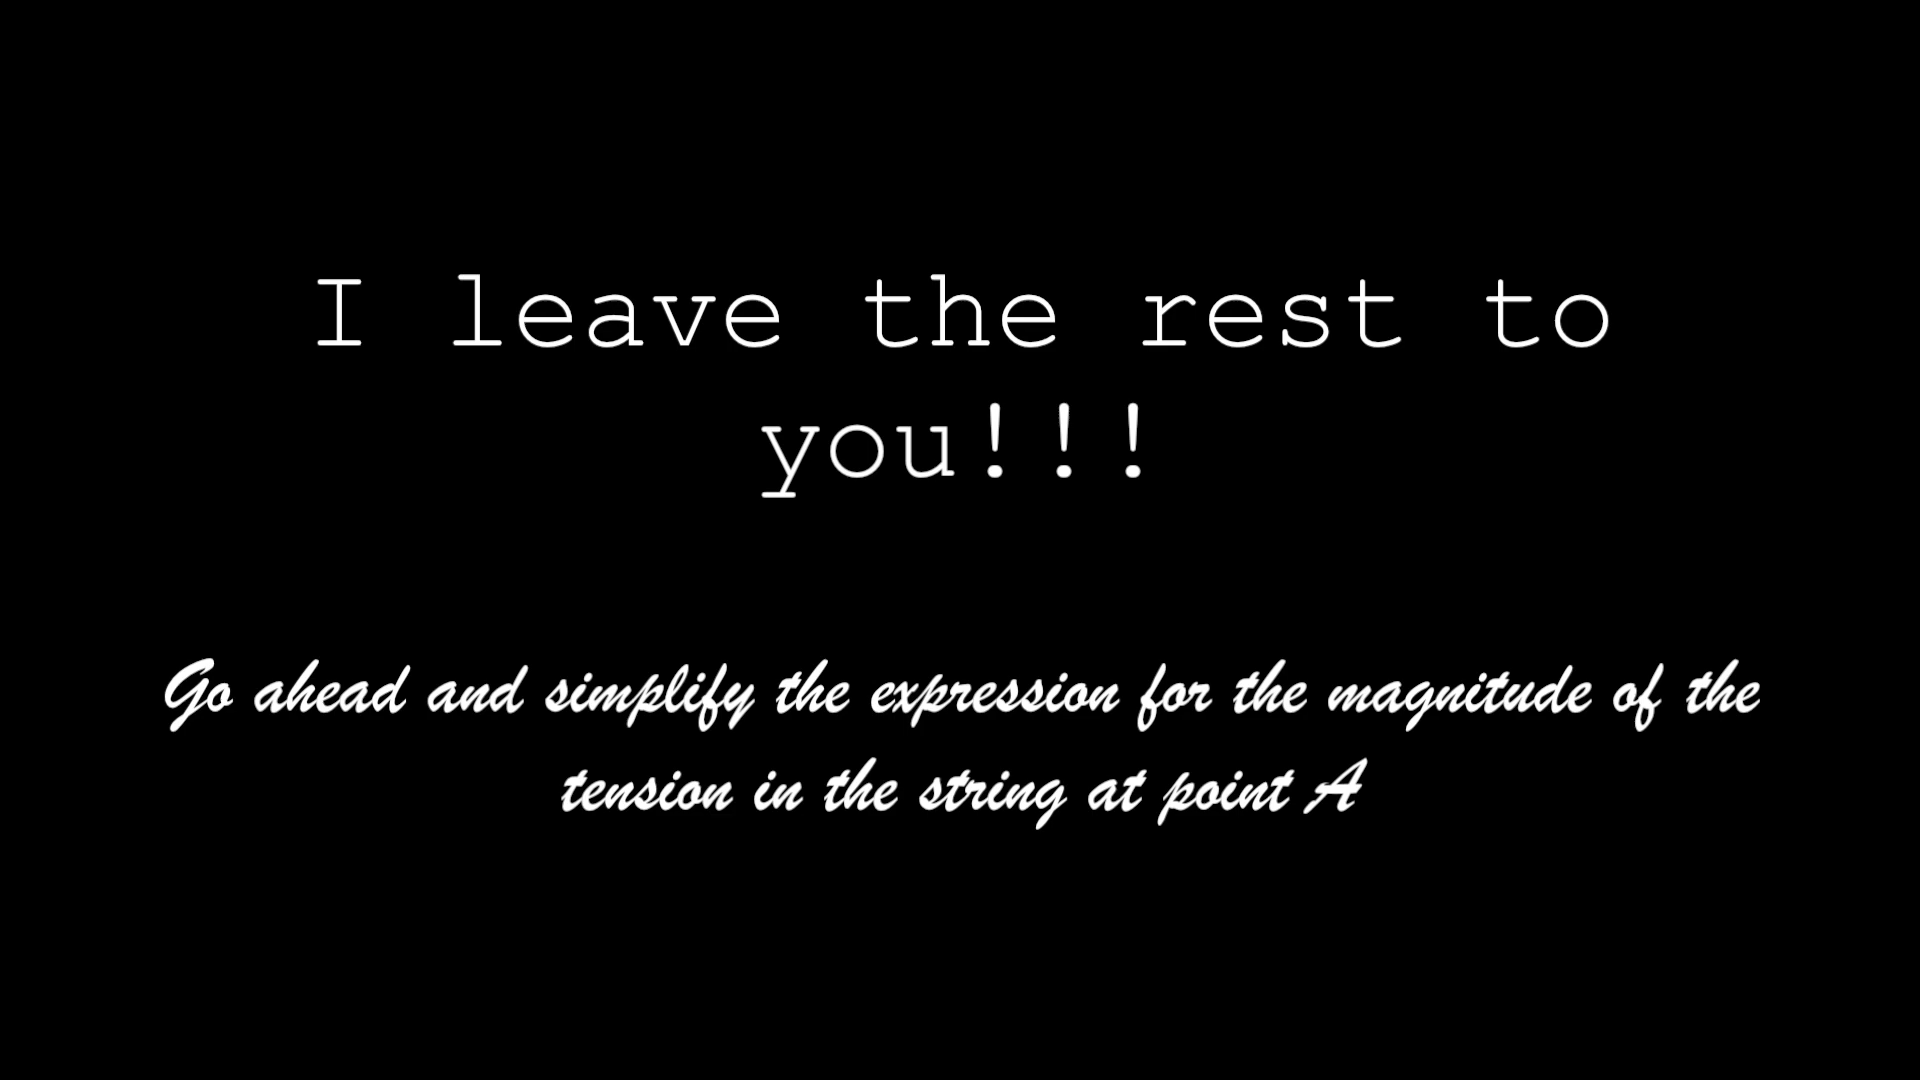 I leave the rest to
you!!!
Go ahead and simplify the expression for the magnitude of the
tension in the string at point A